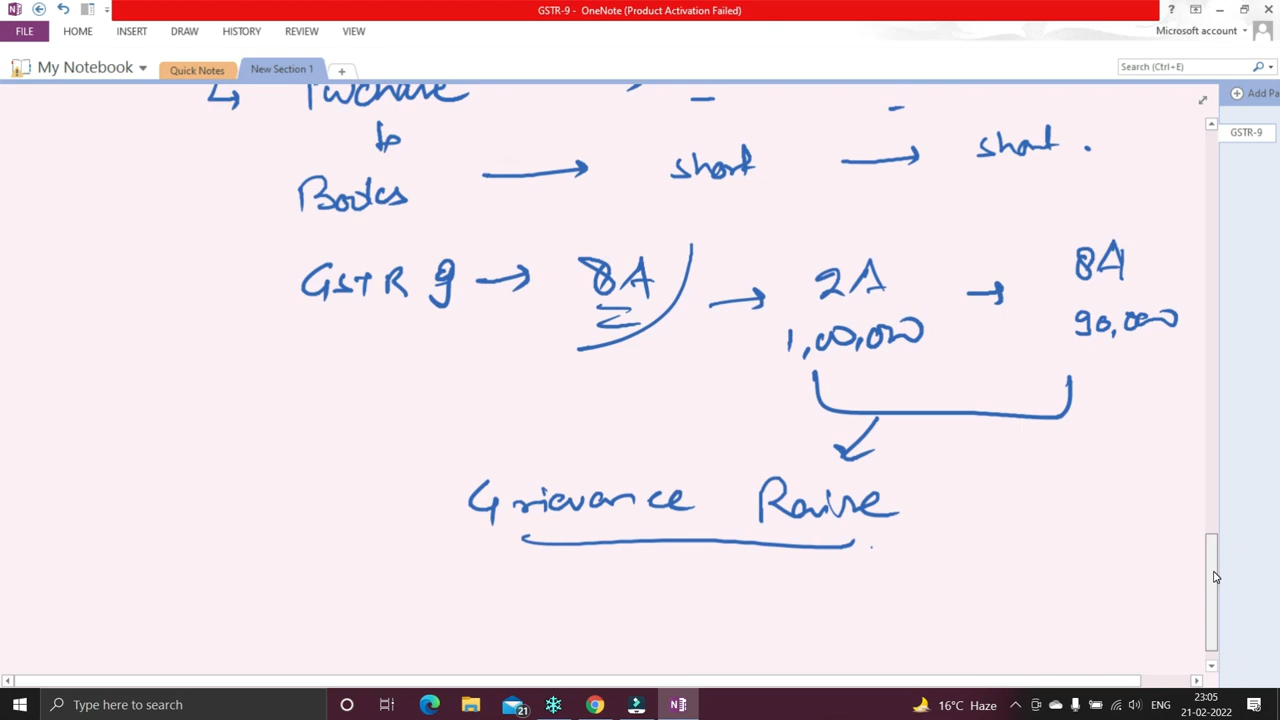 GSTR-9 - OneNote (Product Activation Failed)
FILE HOME INSERT DRAW HISTORY REVIEW VIEW
Microsoft account
My Notebook Quick Notes New Section 1
Search (Ctrl+E)
Add Pa
GSTR-9
Purchase
to
Books → short → short.
GSTR 9 → 8A → 2A → 8A
1,00,000 90,000
Grievance Raise
Type here to search
21
16°C Haze
ENG
23:05
21-02-2022